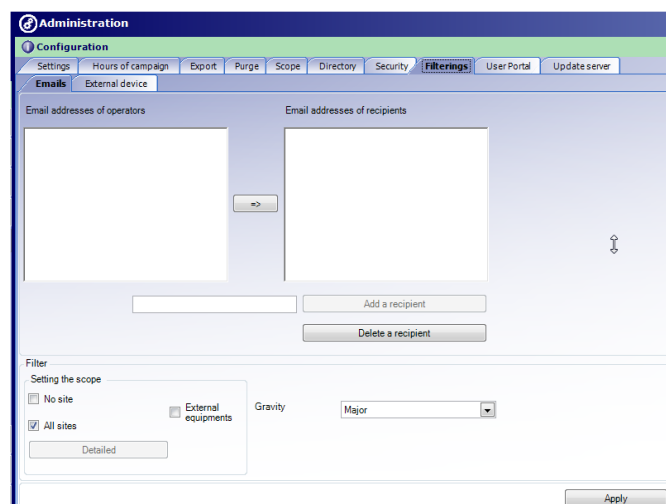 Administration
Configuration
Settings Hours of campaign Export Purge Scope Directory Security Filterings User Portal Update server
Emails External device
Email addresses of operators Email addresses of recipients
=>
Add a recipient
Delete a recipient
Filter
Setting the scope
No site
External equipments
Gravity
Major
All sites
Detailed
Apply